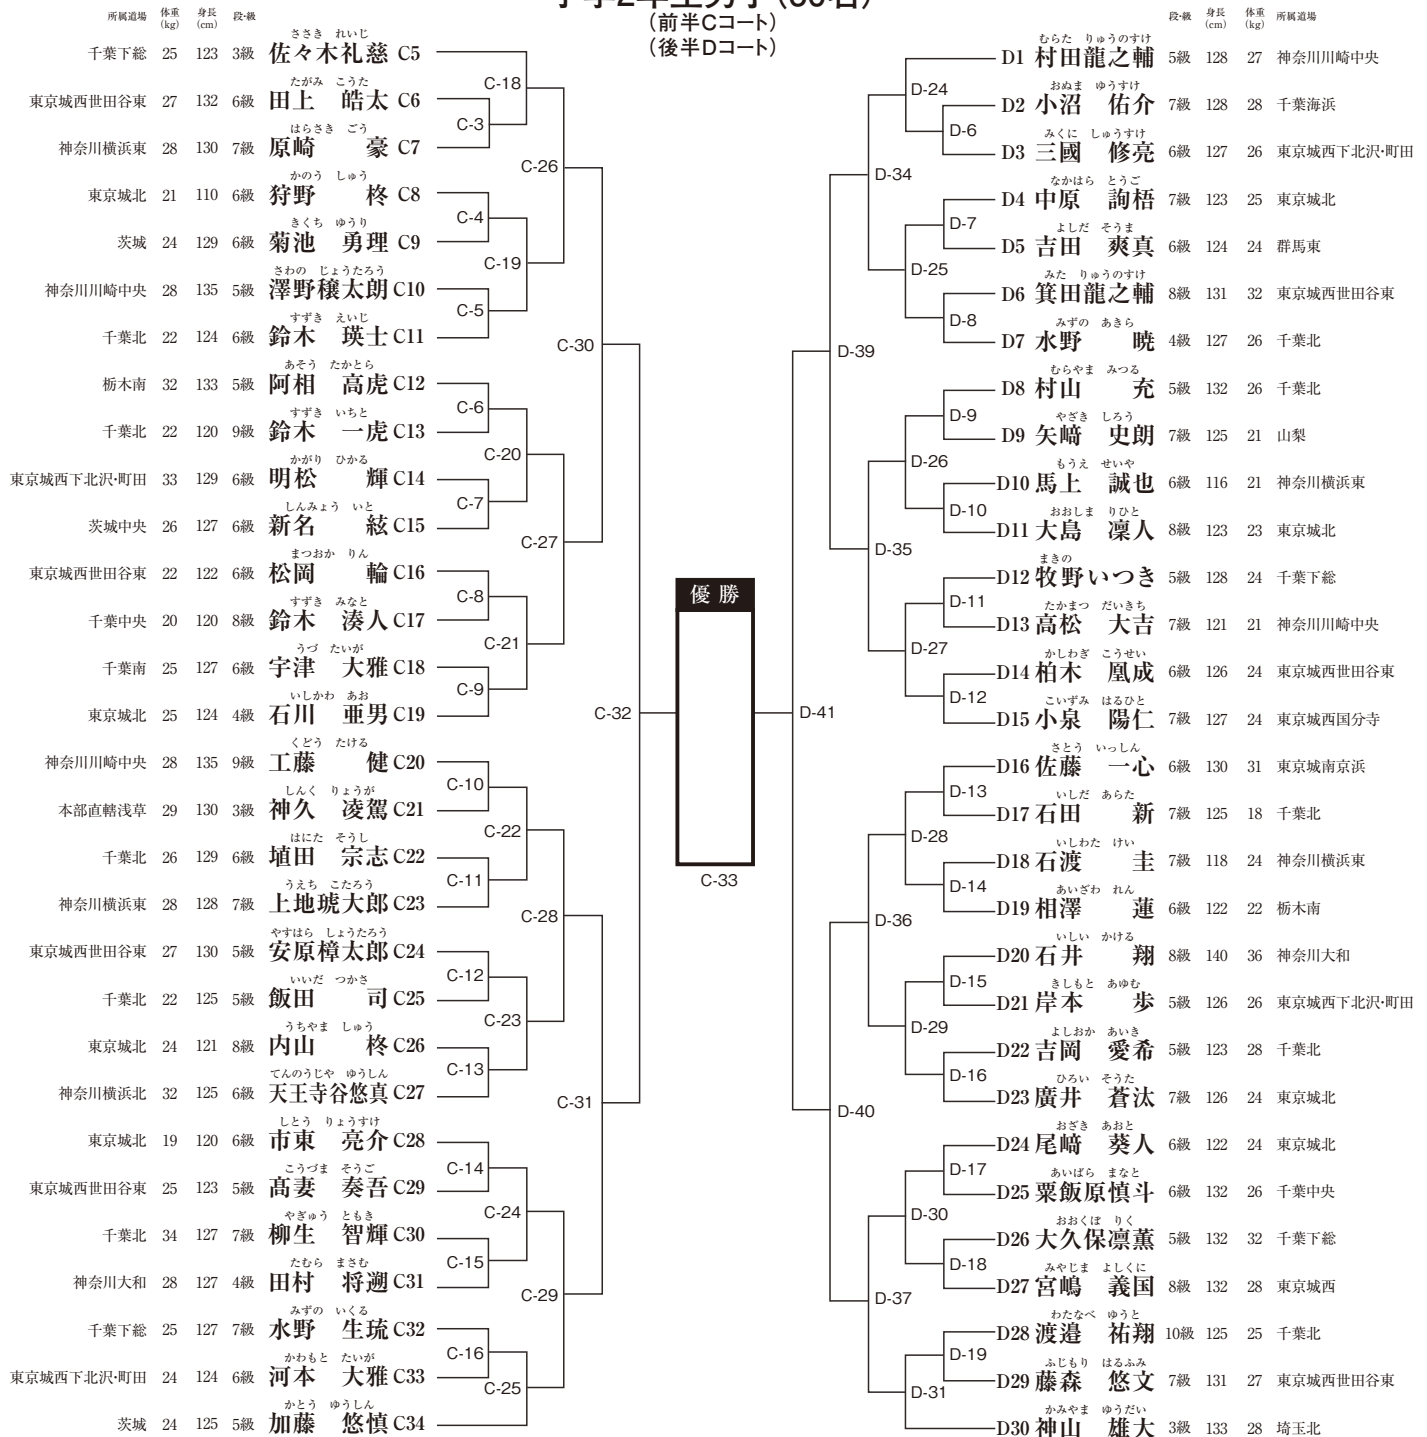 (前半Cコート)
(後半Dコート)
所属道場 体重(kg) 身長(cm) 段・級
千葉下総 25 123 3級 佐々木礼慈 ささき れいじ C5
東京城西世田谷東 27 132 6級 田上 皓太 たがみ こうた C6
神奈川横浜東 28 130 7級 原崎 豪 はらさき ごう C7
東京城北 21 110 6級 狩野 柊 かのう しゅう C8
茨城 24 129 6級 菊池 勇理 きくち ゆうり C9
神奈川川崎中央 28 135 5級 澤野穣太朗 さわの じょうたろう C10
千葉北 22 124 6級 鈴木 瑛士 すずき えいじ C11
栃木南 32 133 5級 阿相 高虎 あそう たかとら C12
千葉北 22 120 9級 鈴木 一虎 すずき いちと C13
東京城西下北沢・町田 33 129 6級 明松 輝 かがり ひかる C14
茨城中央 26 127 6級 新名 絃 しんみょう いと C15
東京城西世田谷東 22 122 6級 松岡 輪 まつおか りん C16
千葉中央 20 120 8級 鈴木 湊人 すずき みなと C17
千葉南 25 127 6級 宇津 大雅 うづ たいが C18
東京城北 25 124 4級 石川 亜男 いしかわ あお C19
神奈川川崎中央 28 135 9級 工藤 健 くどう たける C20
本部直轄浅草 29 130 3級 神久 凌駕 しんく りょうが C21
千葉北 26 129 6級 埴田 宗志 はにた そうし C22
神奈川横浜東 28 128 7級 上地琥大郎 うえち こたろう C23
東京城西世田谷東 27 130 5級 安原樟太郎 やすはら しょうたろう C24
千葉北 22 125 5級 飯田 司 いいだ つかさ C25
東京城北 24 121 8級 内山 柊 うちやま しゅう C26
神奈川横浜北 32 125 6級 天王寺谷悠真 てんのうじや ゆうしん C27
東京城北 19 120 6級 市東 亮介 しとう りょうすけ C28
東京城西世田谷東 25 123 5級 髙妻 奏吾 こうづま そうご C29
千葉北 34 127 7級 柳生 智輝 やぎゅう ともき C30
神奈川大和 28 127 4級 田村 将遡 たむら まさむ C31
千葉下総 25 127 7級 水野 生琉 みずの いくる C32
東京城西下北沢・町田 24 124 6級 河本 大雅 かわもと たいが C33
茨城 24 125 5級 加藤 悠慎 かとう ゆうしん C34
C-18
C-3
C-26
C-4
C-19
C-5
C-30
C-6
C-20
C-7
C-27
C-8
C-21
C-9
C-32
C-10
C-22
C-11
C-28
C-12
C-23
C-13
C-31
C-14
C-24
C-15
C-29
C-16
C-25
優勝
C-33
D-41
D-24
D-6
D-34
D-7
D-25
D-8
D-39
D-9
D-26
D-10
D-35
D-11
D-27
D-12
D-13
D-28
D-14
D-36
D-15
D-29
D-16
D-40
D-17
D-30
D-18
D-37
D-19
D-31
段・級 身長(cm) 体重(kg) 所属道場
D1 村田龍之輔 むらた りゅうのすけ 5級 128 27 神奈川川崎中央
D2 小沼 佑介 おぬま ゆうすけ 7級 128 28 千葉海浜
D3 三國 修亮 みくに しゅうすけ 6級 127 26 東京城西下北沢・町田
D4 中原 詢梧 なかはら とうご 7級 123 25 東京城北
D5 吉田 爽真 よしだ そうま 6級 124 24 群馬東
D6 箕田龍之輔 みた りゅうのすけ 8級 131 32 東京城西世田谷東
D7 水野 暁 みずの あきら 4級 127 26 千葉北
D8 村山 充 むらやま みつる 5級 132 26 千葉北
D9 矢﨑 史朗 やざき しろう 7級 125 21 山梨
D10 馬上 誠也 もうえ せいや 6級 116 21 神奈川横浜東
D11 大島 凜人 おおしま りひと 8級 123 23 東京城北
D12 牧野いつき まきの 5級 128 24 千葉下総
D13 高松 大吉 たかまつ だいきち 7級 121 21 神奈川川崎中央
D14 柏木 凰成 かしわぎ こうせい 6級 126 24 東京城西世田谷東
D15 小泉 陽仁 こいずみ はるひと 7級 127 24 東京城西国分寺
D16 佐藤 一心 さとう いっしん 6級 130 31 東京城南京浜
D17 石田 新 いしだ あらた 7級 125 18 千葉北
D18 石渡 圭 いしわた けい 7級 118 24 神奈川横浜東
D19 相澤 蓮 あいざわ れん 6級 122 22 栃木南
D20 石井 翔 いしい かける 8級 140 36 神奈川大和
D21 岸本 歩 きしもと あゆむ 5級 126 26 東京城西下北沢・町田
D22 吉岡 愛希 よしおか あいき 5級 123 28 千葉北
D23 廣井 蒼汰 ひろい そうた 7級 126 24 東京城北
D24 尾﨑 葵人 おざき あおと 6級 122 24 東京城北
D25 粟飯原慎斗 あいばら まなと 6級 132 26 千葉中央
D26 大久保凛薫 おおくぼ りく 5級 132 32 千葉下総
D27 宮嶋 義国 みやじま よしくに 8級 132 28 東京城西
D28 渡邉 祐翔 わたなべ ゆうと 10級 125 25 千葉北
D29 藤森 悠文 ふじもり はるふみ 7級 131 27 東京城西世田谷東
D30 神山 雄大 かみやま ゆうだい 3級 133 28 埼玉北